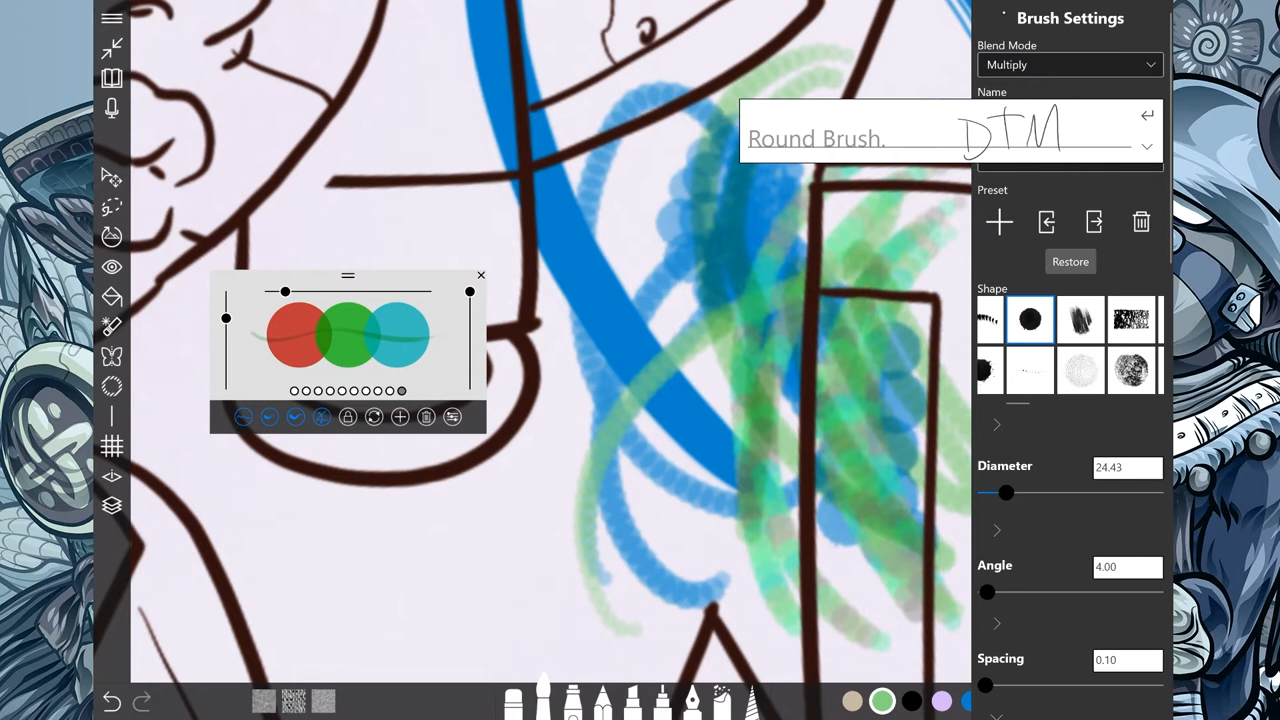 Brush Settings
Blend Mode
Multiply
Name
Round Brush. DTM
Preset
Restore
Shape
Diameter
24.43
Angle
4.00
Spacing
0.10